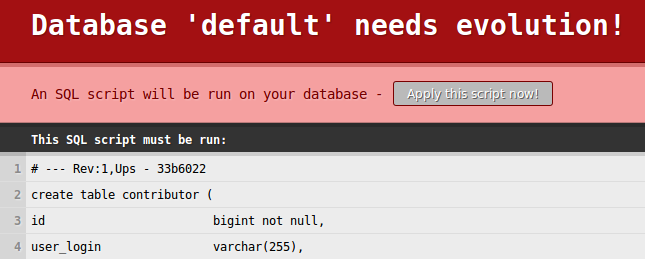 Database 'default' needs evolution!
An SQL script will be run on your database - Apply this script now!
This SQL script must be run:
1 # --- Rev:1,Ups - 33b6022
2 create table contributor (
3 id bigint not null,
4 user_login varchar(255),